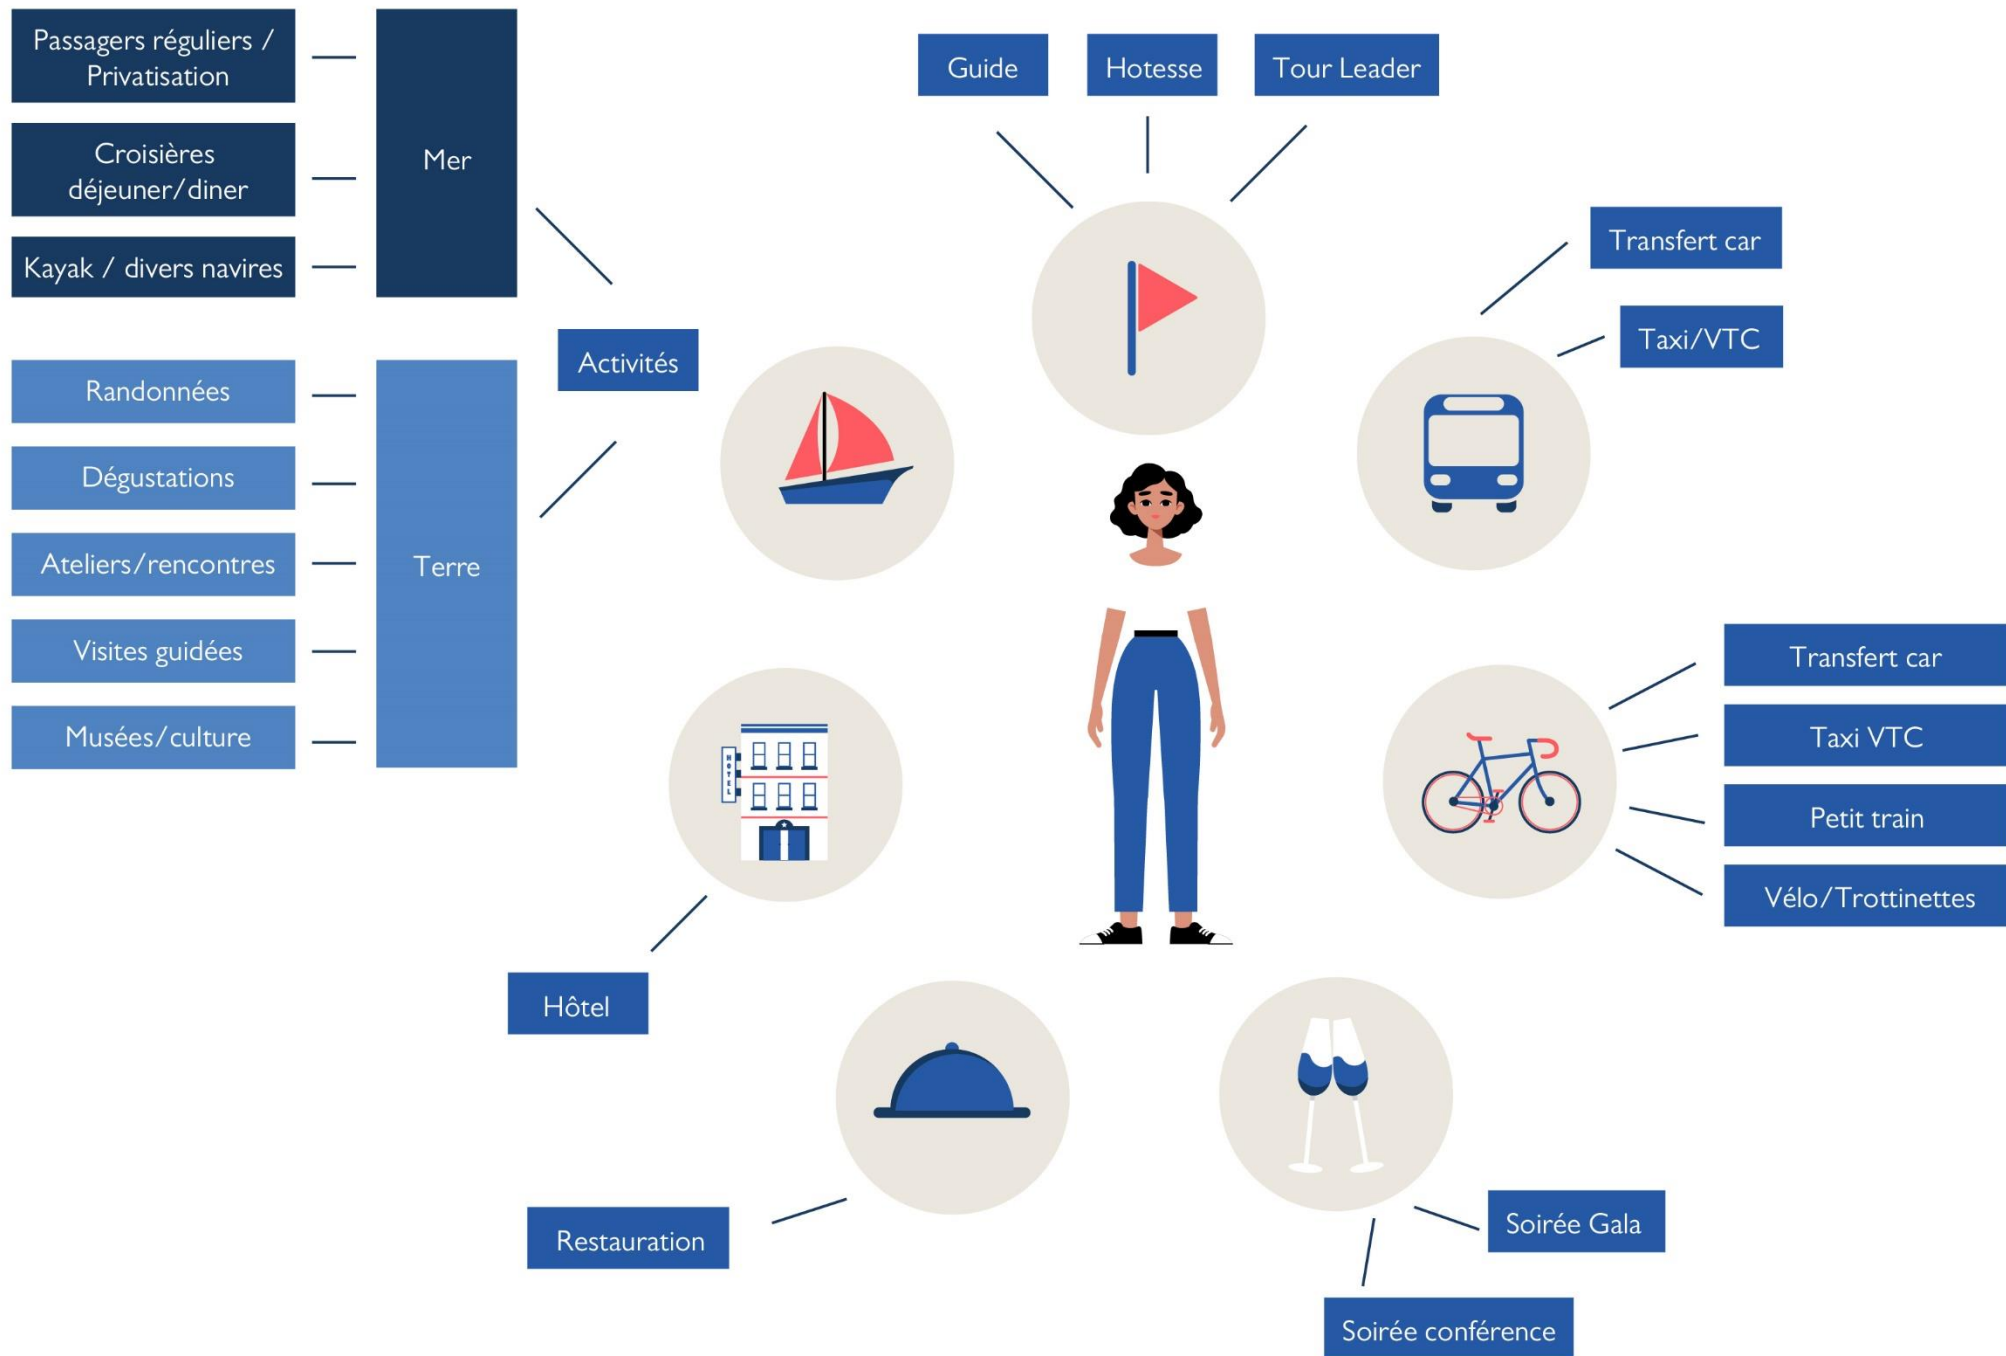 Passagers réguliers /
Privatisation
Croisières
déjeuner/diner
Kayak / divers navires
Mer
Randonnées
Dégustations
Ateliers/rencontres
Visites guidées
Musées/culture
Terre
Activités
Guide
Hotesse
Tour Leader
Transfert car
Taxi/VTC
Transfert car
Taxi VTC
Petit train
Vélo/Trottinettes
HOTEL
Hôtel
Restauration
Soirée Gala
Soirée conférence